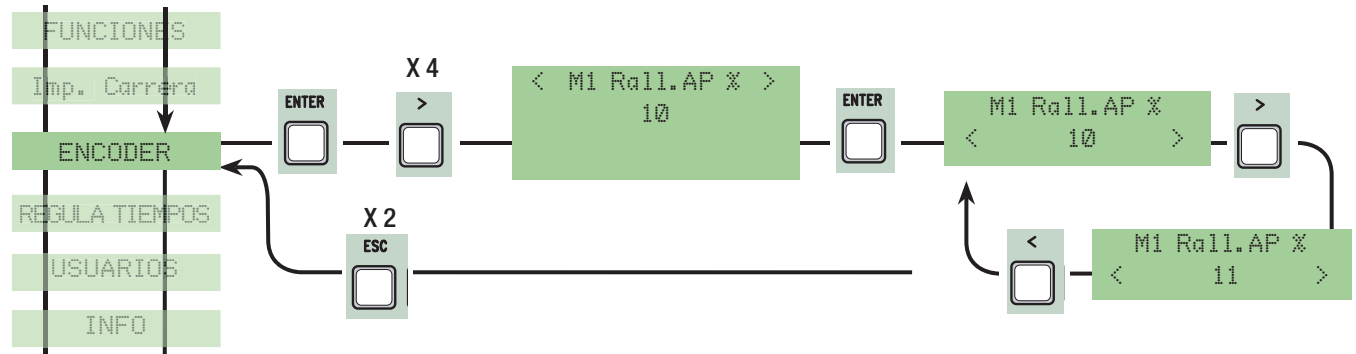 FUNCIONES
Imp. Carrera
ENCODER
REGULA TIEMPOS
USUARIOS
INFO
ENTER
X 4
>
< M1 Rall.AP % >
10
ENTER
M1 Rall.AP %
< 10 >
>
M1 Rall.AP %
< 11 >
<
X 2
ESC